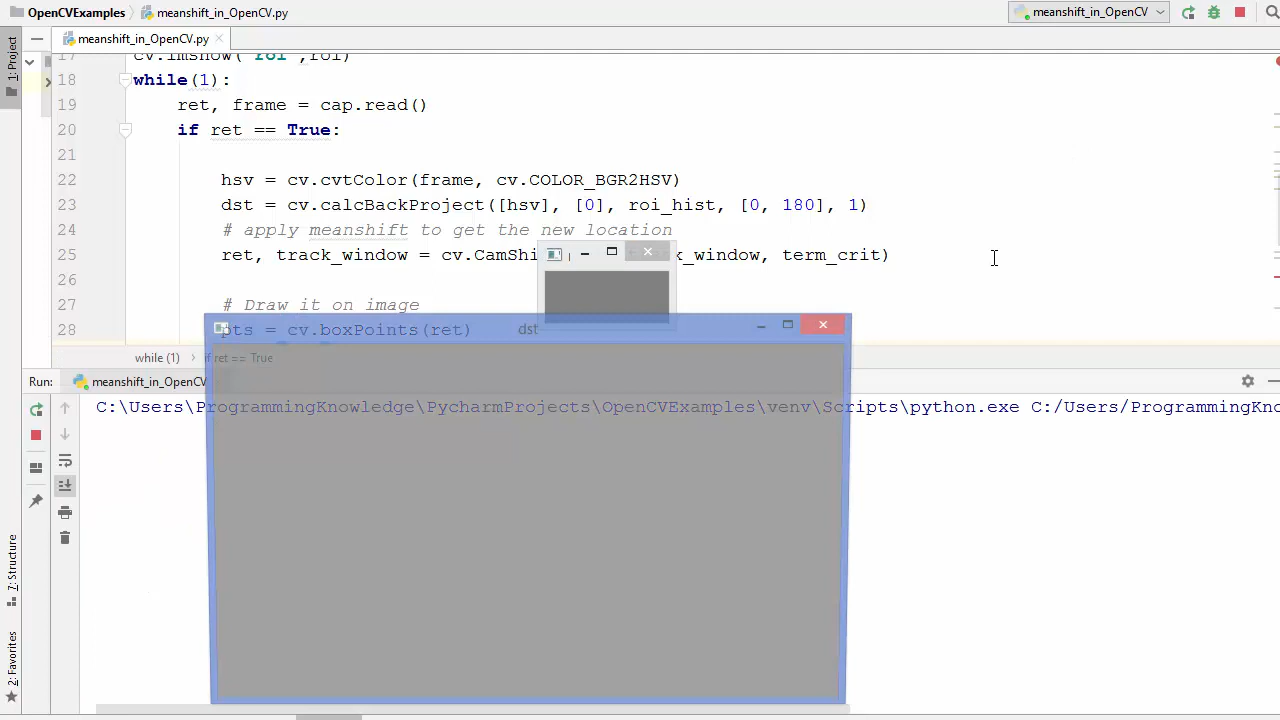 OpenCVExamples meanshift_in_OpenCV.py meanshift_in_OpenCV
meanshift_in_OpenCV.py
1: Project
17 cv.imshow('roi',roi)
18 while(1):
19 ret, frame = cap.read()
20 if ret == True:
21
22 hsv = cv.cvtColor(frame, cv.COLOR_BGR2HSV)
23 dst = cv.calcBackProject([hsv], [0], roi_hist, [0, 180], 1)
24 # apply meanshift to get the new location
25 ret, track_window = cv.CamShi k_window, term_crit)
26
27 # Draw it on image
28 pts = cv.boxPoints(ret)
dst
while (1) if ret == True
Run: meanshift_in_OpenCV
C:\Users\ProgrammingKnowledge\PycharmProjects\OpenCVExamples\venv\Scripts\python.exe C:/Users/ProgrammingKno
7: Structure
2: Favorites